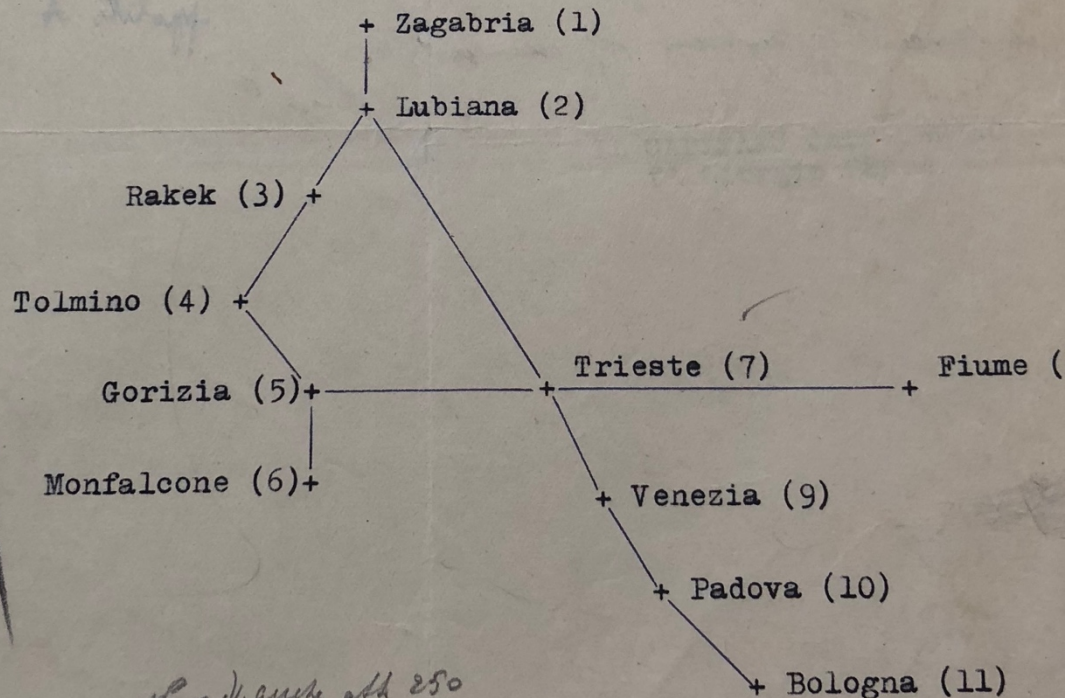 + Zagabria (1)
+ Lubiana (2)
Rakek (3) +
Tolmino (4) +
Trieste (7)
Fiume (
Gorizia (5)+
+
+
Monfalcone (6)+
+ Venezia (9)
+ Padova (10)
250
+ Bologna (11)